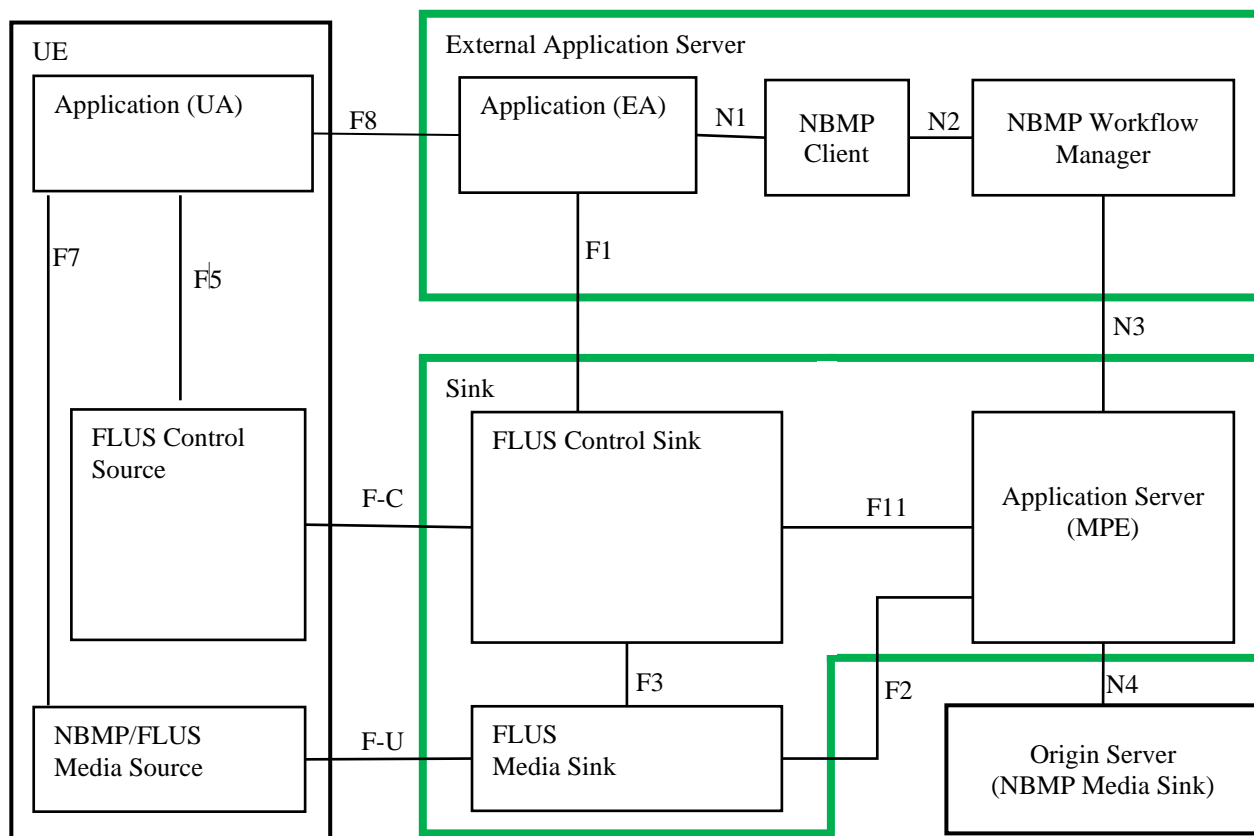 UE
External Application Server
Application (UA)
F8
Application (EA)
N1
NBMP
Client
N2
NBMP Workflow
Manager
F7
F5
F1
N3
Sink
FLUS Control
Source
FLUS Control Sink
F-C
F11
Application Server
(MPE)
F3
F2
N4
NBMP/FLUS
Media Source
F-U
FLUS
Media Sink
Origin Server
(NBMP Media Sink)